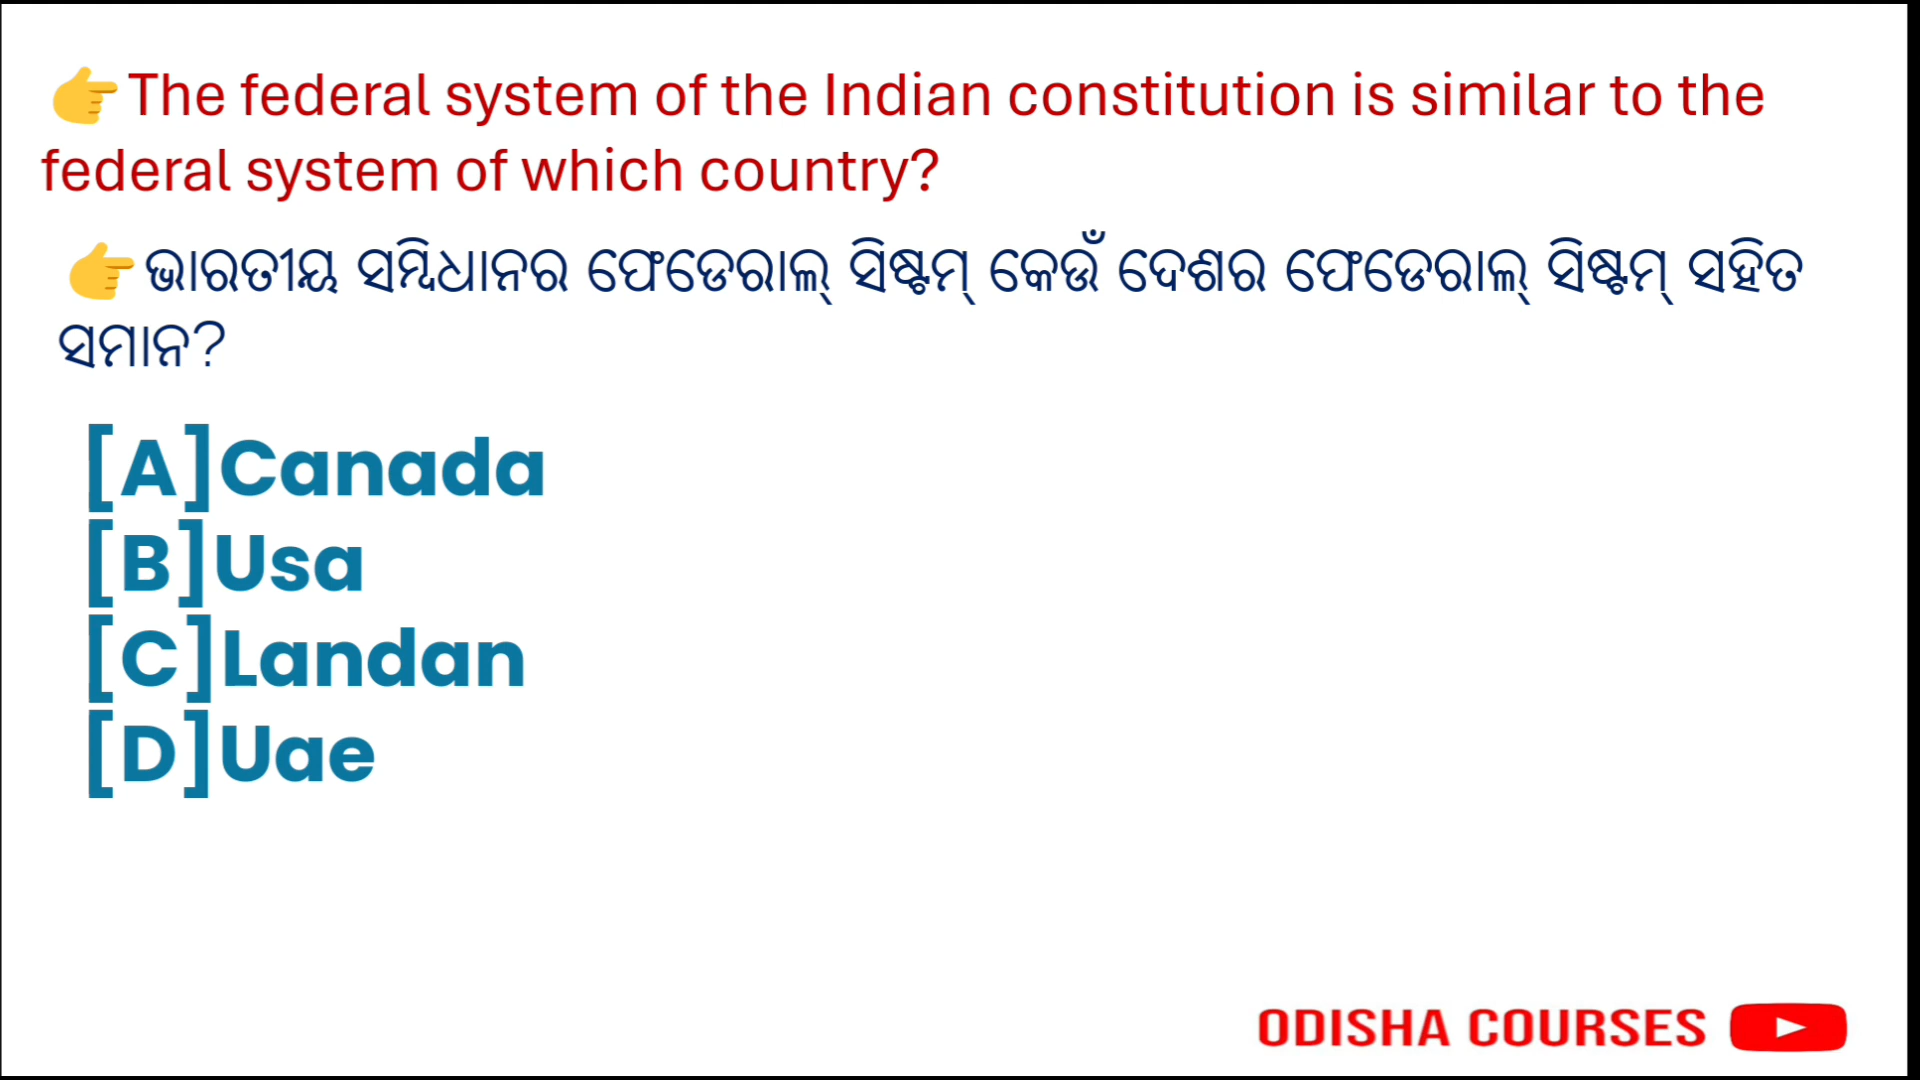 👉The federal system of the Indian constitution is similar to the
federal system of which country?
👉ଭାରତୀୟ ସମ୍ବିଧାନର ଫେଡେରାଲ୍ ସିଷ୍ଟମ୍ କେଉଁ ଦେଶର ଫେଡେରାଲ୍ ସିଷ୍ଟମ୍ ସହିତ
ସମାନ?
[A]Canada
[B]Usa
[C]Landan
[D]Uae
ODISHA COURSES